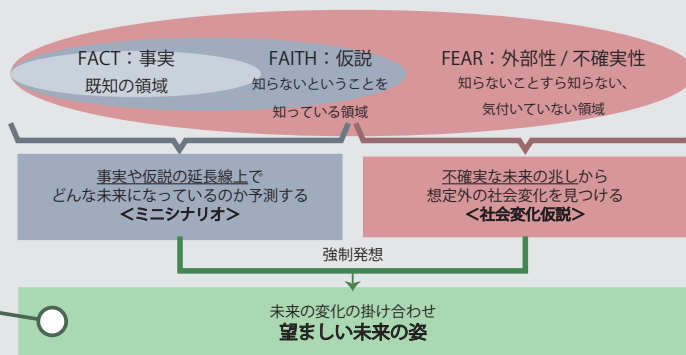 FACT：事実
既知の領域
FAITH：仮説
知らないということを
知っている領域
FEAR：外部性 / 不確実性
知らないことすら知らない、
気付いていない領域
事実や仮説の延長線上で
どんな未来になっているのか予測する
＜ミニシナリオ＞
不確実な未来の兆しから
想定外の社会変化を見つける
＜社会変化仮説＞
強制発想
未来の変化の掛け合わせ
望ましい未来の姿